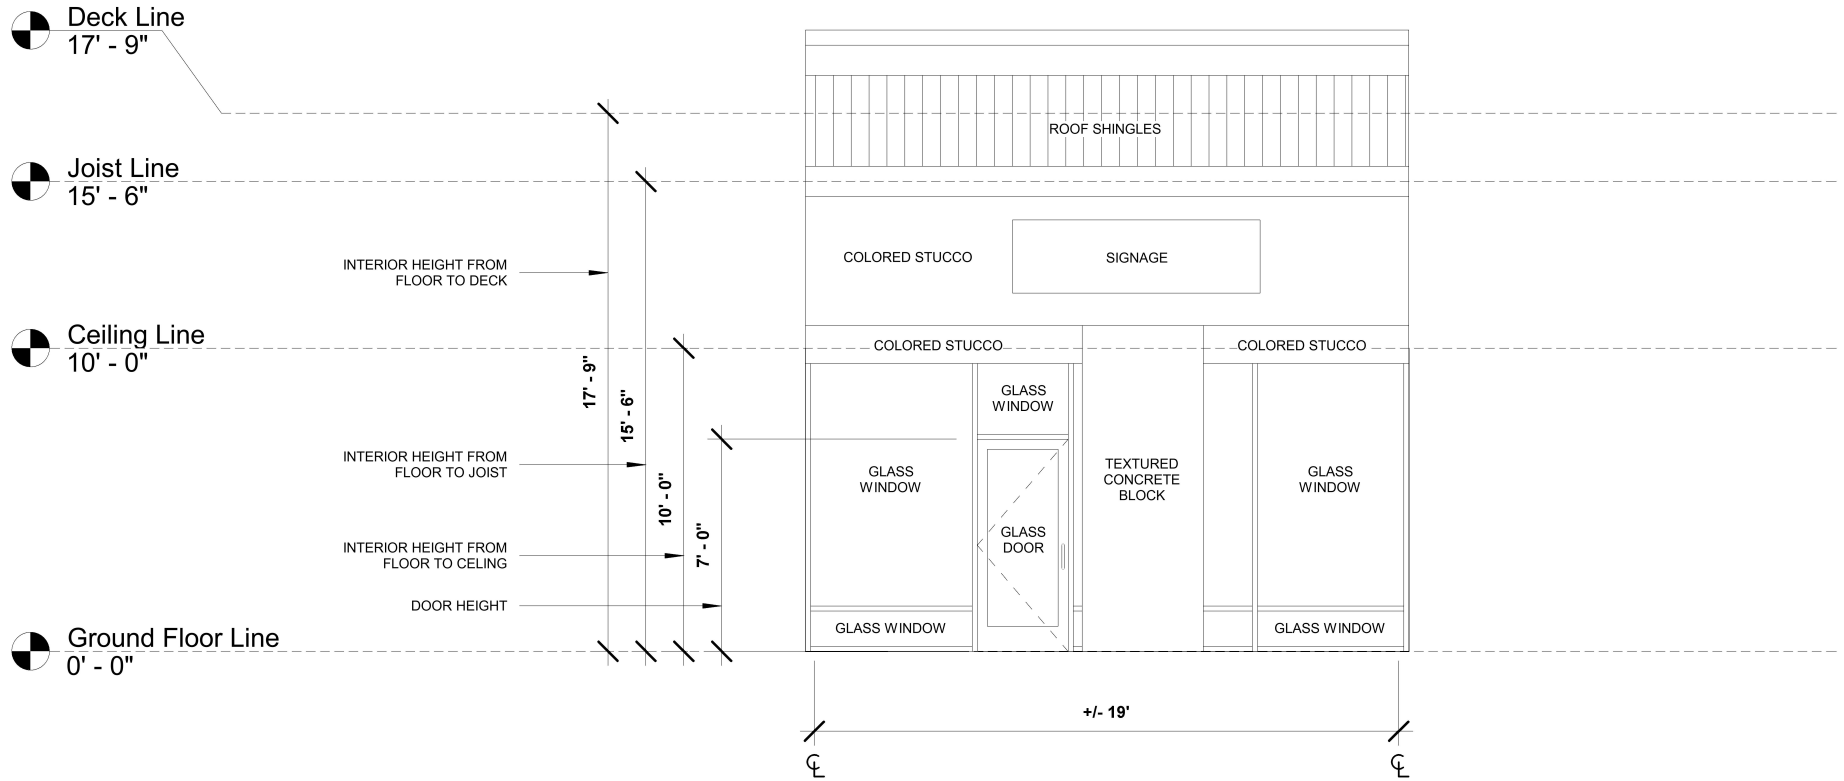 Deck Line
17' - 9"
Joist Line
15' - 6"
Ceiling Line
10' - 0"
Ground Floor Line
0' - 0"
INTERIOR HEIGHT FROM
FLOOR TO DECK
INTERIOR HEIGHT FROM
FLOOR TO JOIST
INTERIOR HEIGHT FROM
FLOOR TO CELING
DOOR HEIGHT
17' - 9"
15' - 6"
10' - 0"
7' - 0"
ROOF SHINGLES
COLORED STUCCO
SIGNAGE
COLORED STUCCO
COLORED STUCCO
GLASS
WINDOW
GLASS
WINDOW
GLASS
DOOR
TEXTURED
CONCRETE
BLOCK
GLASS
WINDOW
GLASS WINDOW
GLASS WINDOW
+/- 19'
℄
℄